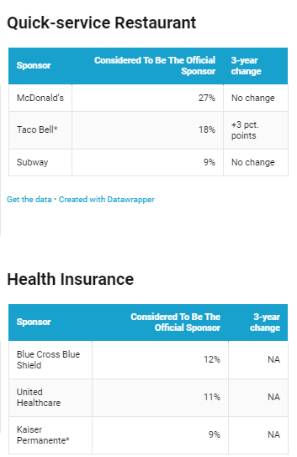 Quick-service Restaurant
Sponsor
Considered To Be The Official
Sponsor
3-year
change
McDonald's
27%
No change
Taco Bell*
18%
+3 pct.
points
Subway
9%
No change
Get the data • Created with Datawrapper
Health Insurance
Sponsor
Considered To Be The
Official Sponsor
3-year
change
Blue Cross Blue
Shield
12%
NA
United
Healthcare
11%
NA
Kaiser
Permanente*
9%
NA